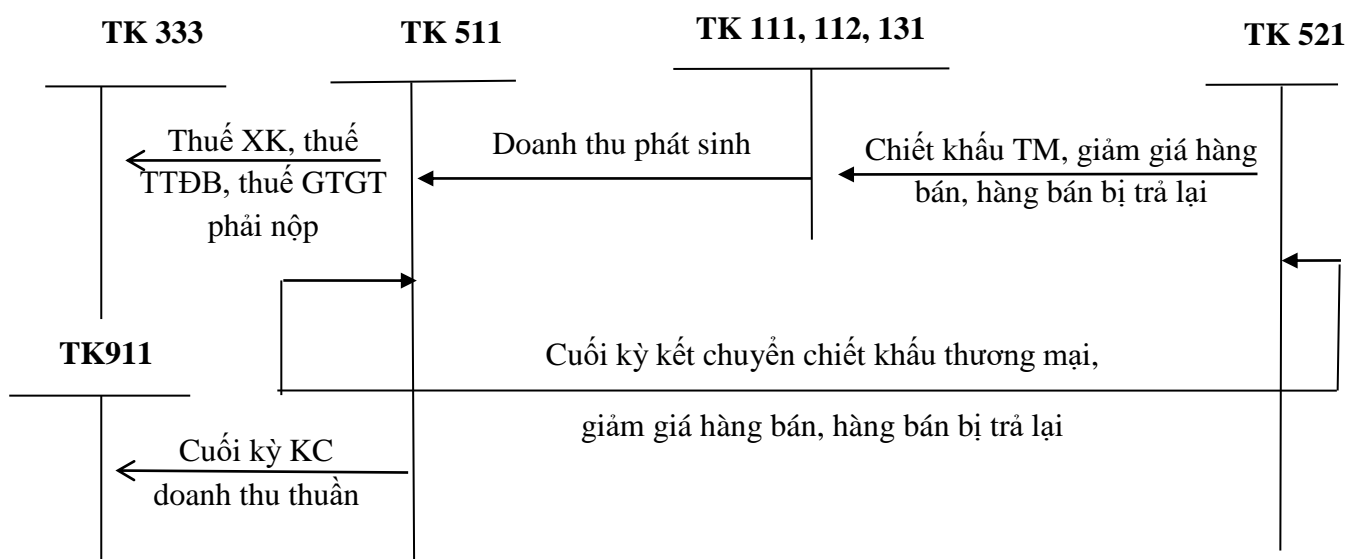 TK 333
TK 511
TK 111, 112, 131
TK 521
Thuế XK, thuế
TTĐB, thuế GTGT
phải nộp
Doanh thu phát sinh
Chiết khấu TM, giảm giá hàng
bán, hàng bán bị trả lại
TK911
Cuối kỳ kết chuyển chiết khấu thương mại,
giảm giá hàng bán, hàng bán bị trả lại
Cuối kỳ KC
doanh thu thuần